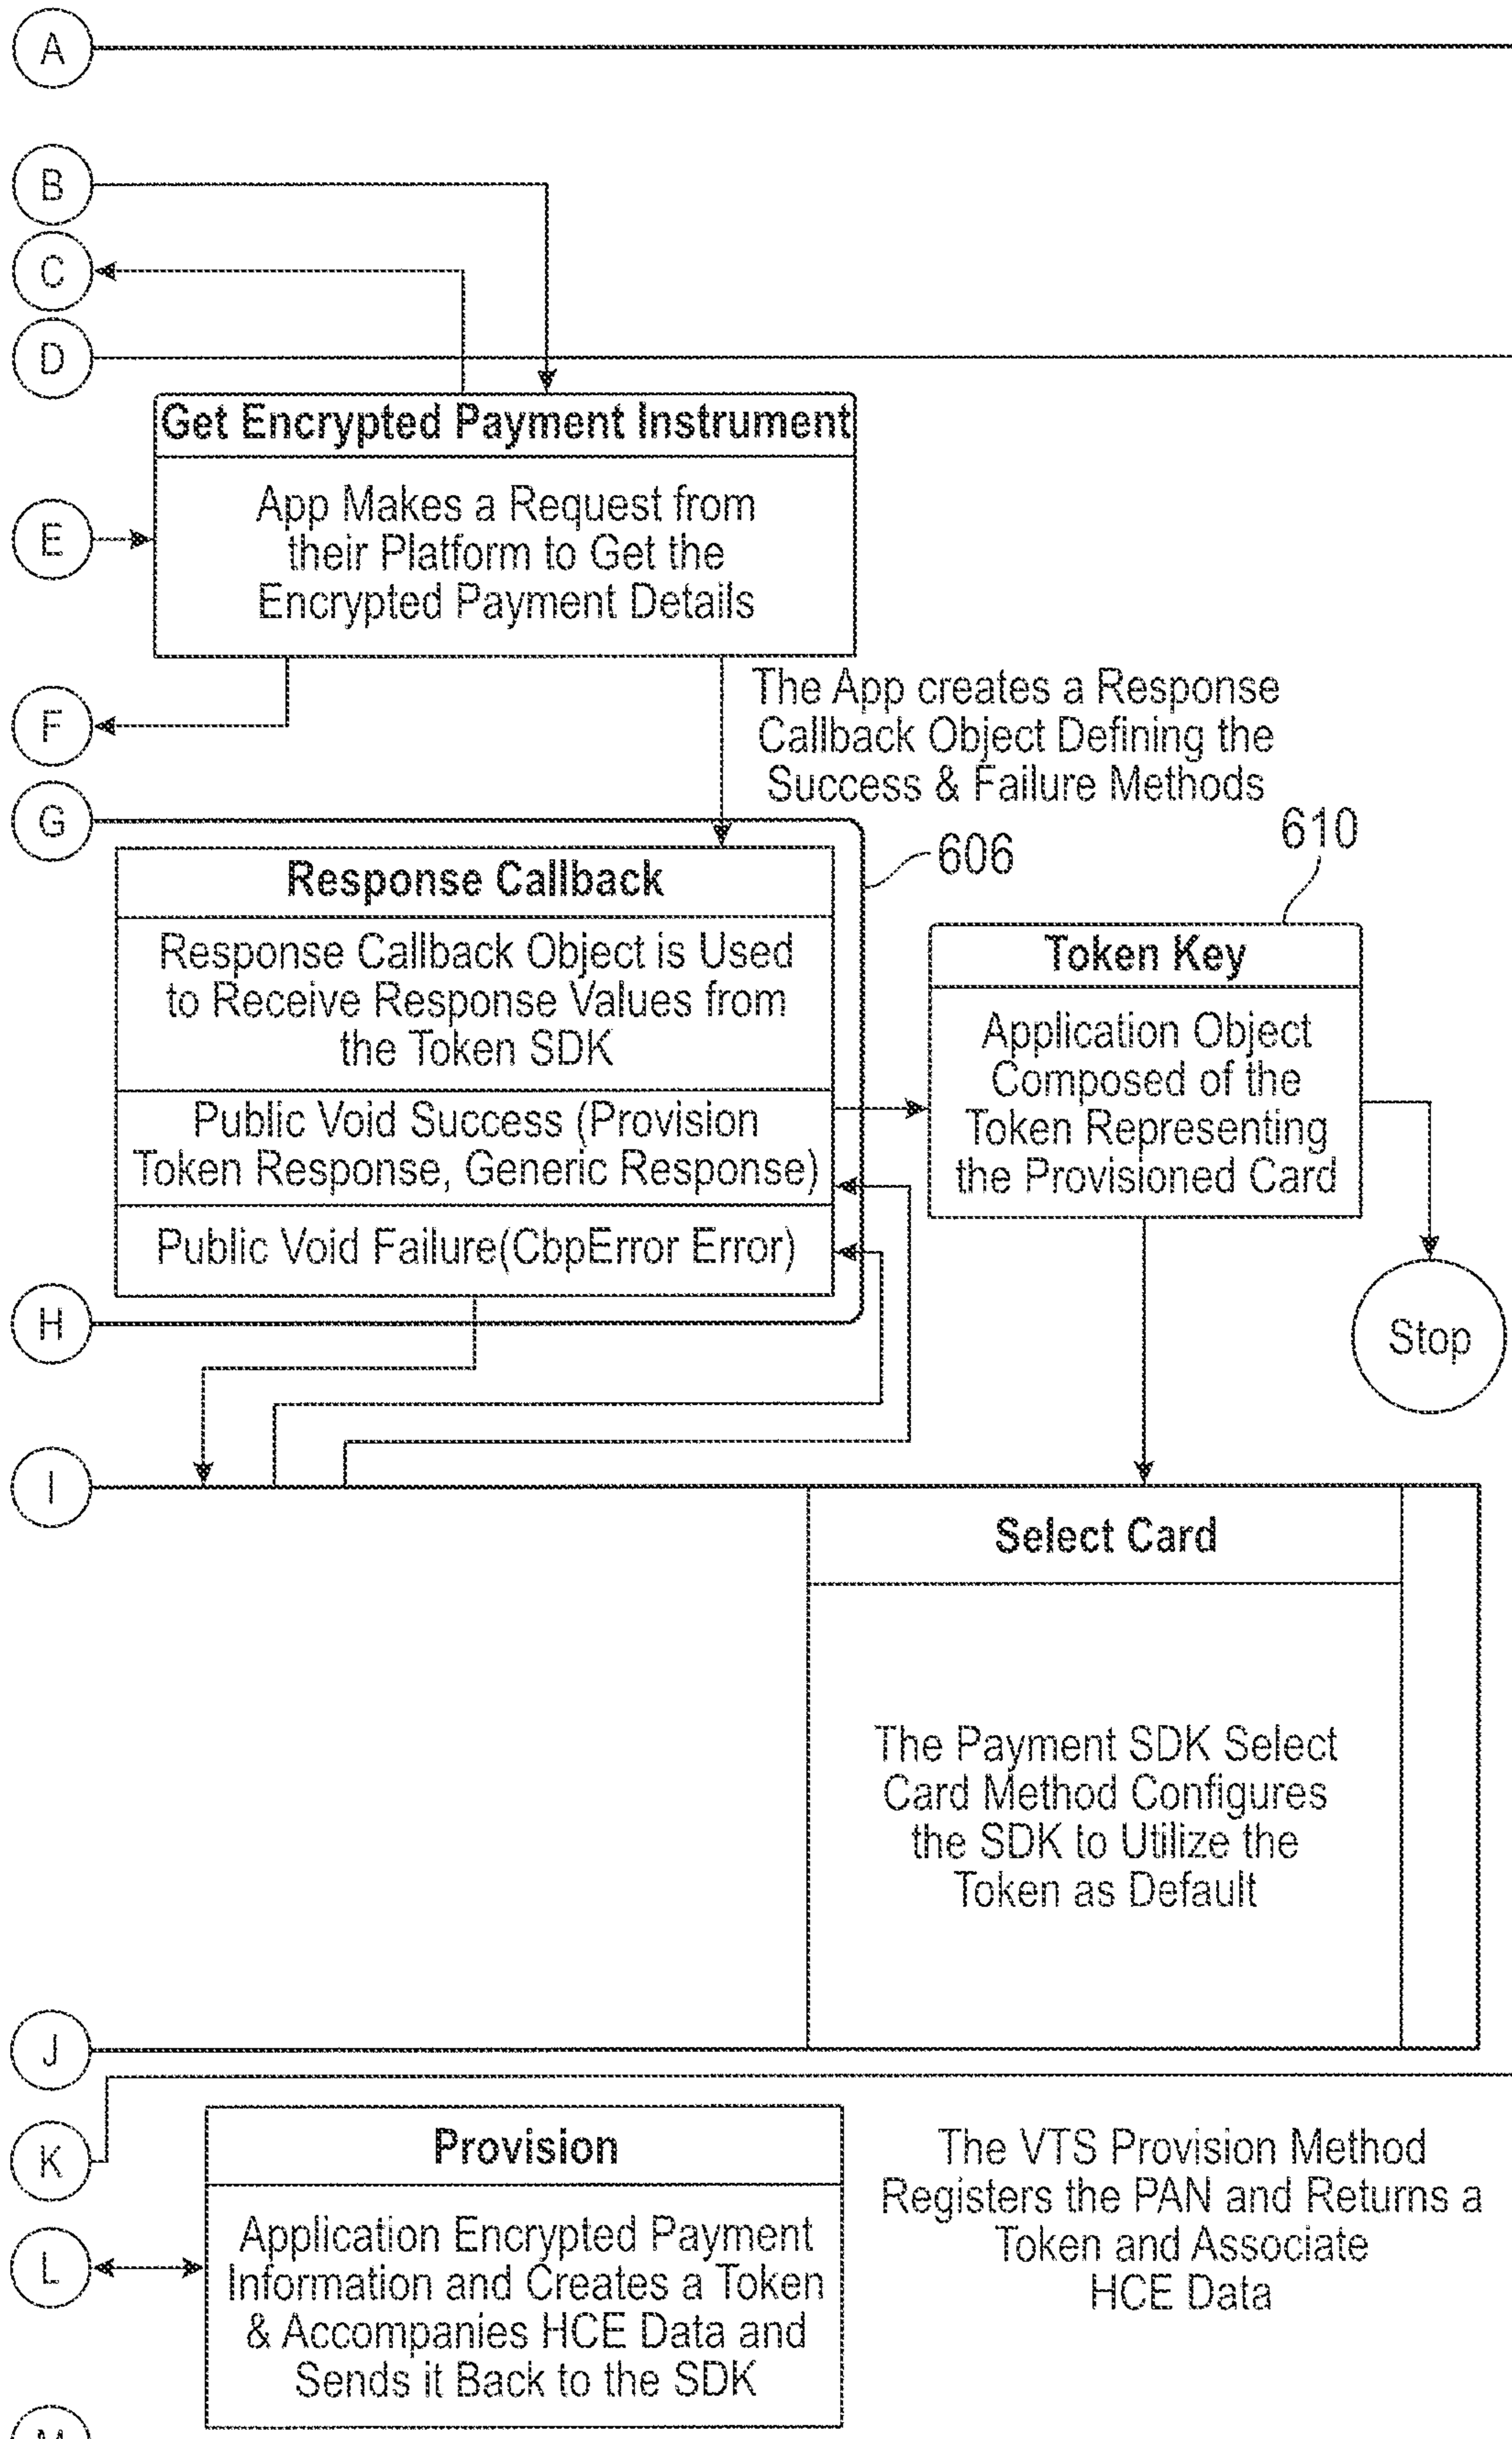 A
B
C
D
Get Encrypted Payment Instrument
App Makes a Request from
their Platform to Get the
Encrypted Payment Details
E
F
The App creates a Response
Callback Object Defining the
Success & Failure Methods
G
606
610
Response Callback
Response Callback Object is Used
to Receive Response Values from
the Token SDK
Public Void Success (Provision
Token Response, Generic Response)
Public Void Failure(CbpError Error)
Token Key
Application Object
Composed of the
Token Representing
the Provisioned Card
H
Stop
I
Select Card
The Payment SDK Select
Card Method Configures
the SDK to Utilize the
Token as Default
J
K
Provision
Application Encrypted Payment
Information and Creates a Token
& Accompanies HCE Data and
Sends it Back to the SDK
The VTS Provision Method
Registers the PAN and Returns a
Token and Associate
HCE Data
L